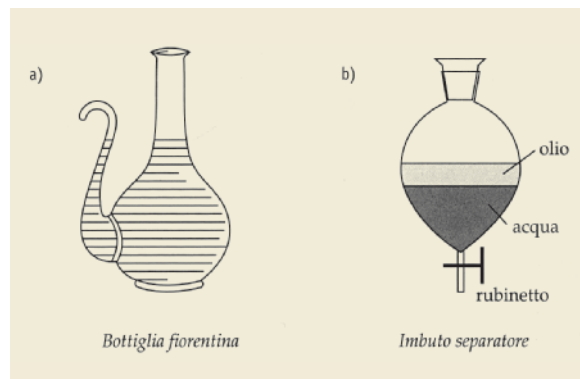 a)
b)
olio
acqua
rubinetto
Bottiglia fiorentina
Imbuto separatore